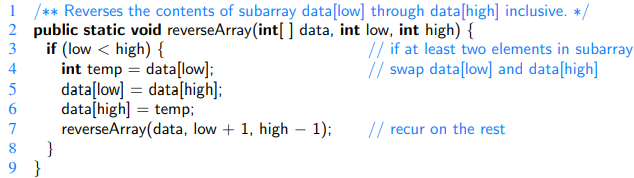 1 /** Reverses the contents of subarray data[low] through data[high] inclusive. */
2 public static void reverseArray(int[ ] data, int low, int high) {
3 if (low < high) { // if at least two elements in subarray
4 int temp = data[low]; // swap data[low] and data[high]
5 data[low] = data[high];
6 data[high] = temp;
7 reverseArray(data, low + 1, high − 1); // recur on the rest
8 }
9 }